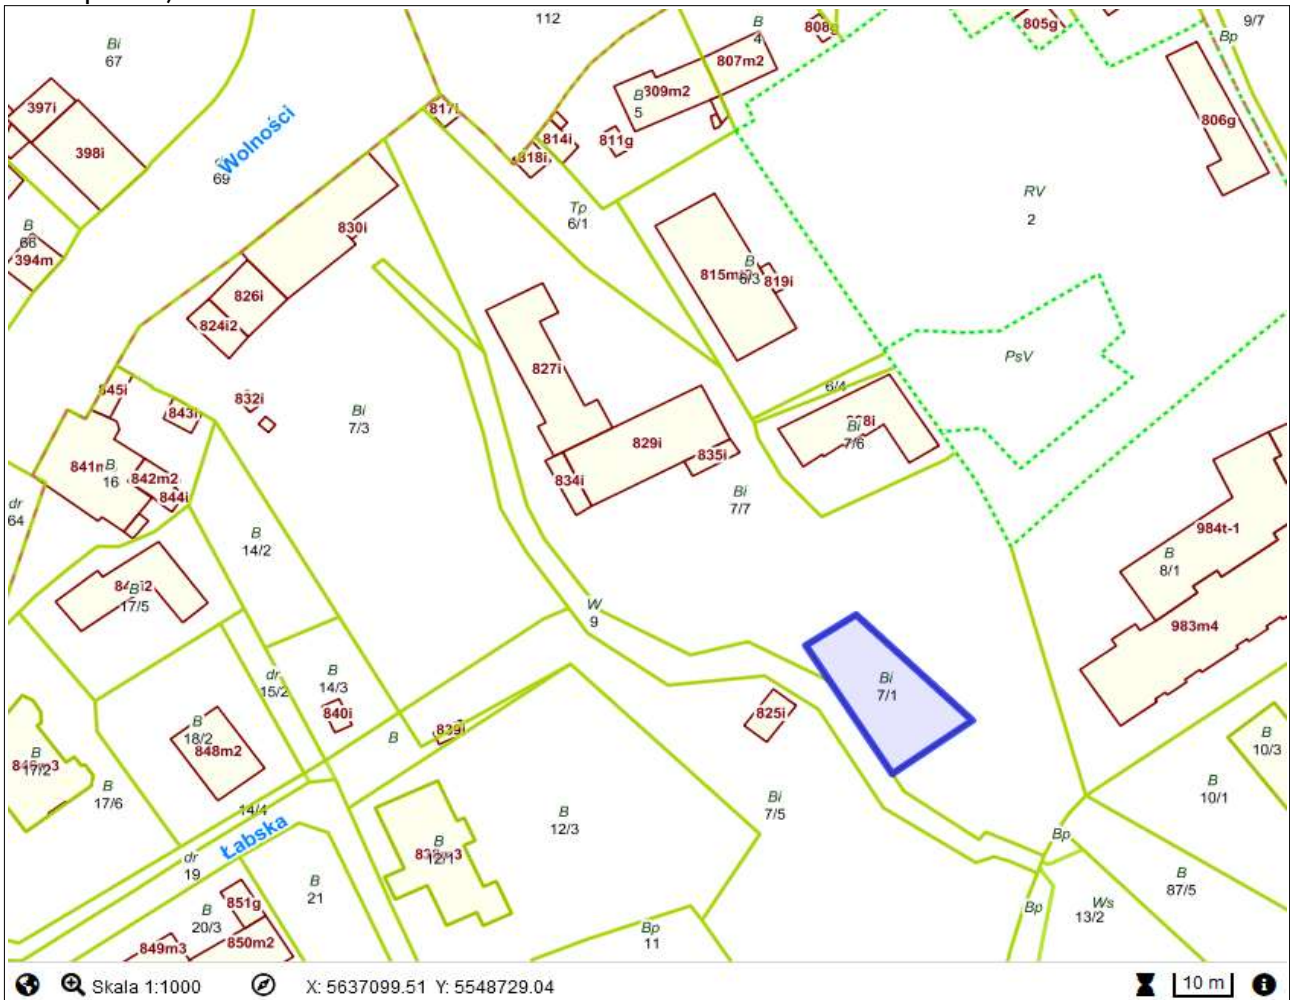 112
B
4
808g
805g
Bp
9/7
Bi
67
807m2
B
5
309m2
397i
817i
Wolności
398i
814i
811g
806g
818i
69
RV
2
Tp
6/1
B
66
830i
394m
B
6/3
819i
826i
824i2
PsV
827i
6/4
845i
832i
Bi
7/3
843i
Bi
7/6
829i
835i
B
16
842m2
834i
844i
dr
64
Bi
7/7
984t-1
B
14/2
B
8/1
B
17/5
W
9
983m4
dr
15/2
B
14/3
Bi
7/1
840i
825i
B
18/2
839i
B
848m2
B
17/2
B
10/3
B
17/6
B
10/1
Bi
7/5
14/4
B
12/3
Łabska
Bp
B
12/1
dr
19
B
87/5
B
21
851g
Bp
Ws
13/2
B
20/3
Bp
11
849m3
850m2
Skala 1:1000
X: 5637099.51 Y: 5548729.04
10 m